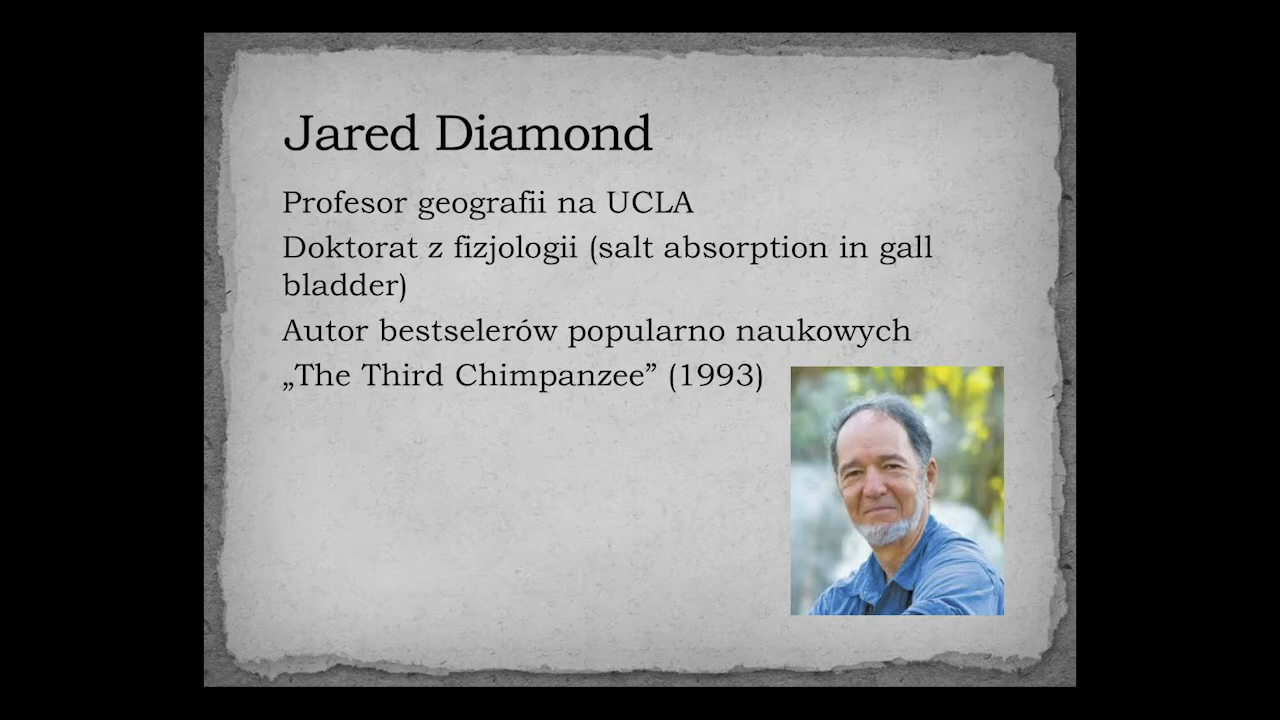 Jared Diamond
Profesor geografii na UCLA
Doktorat z fizjologii (salt absorption in gall
bladder)
Autor bestselerów popularno naukowych
„The Third Chimpanzee” (1993)